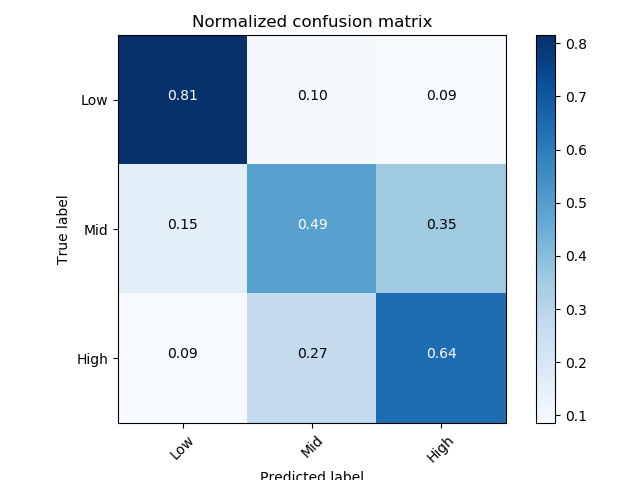 Normalized confusion matrix
Low 0.81 0.10 0.09
Mid 0.15 0.49 0.35
High 0.09 0.27 0.64
Low Mid High
True label
Predicted label
0.8
0.7
0.6
0.5
0.4
0.3
0.2
0.1